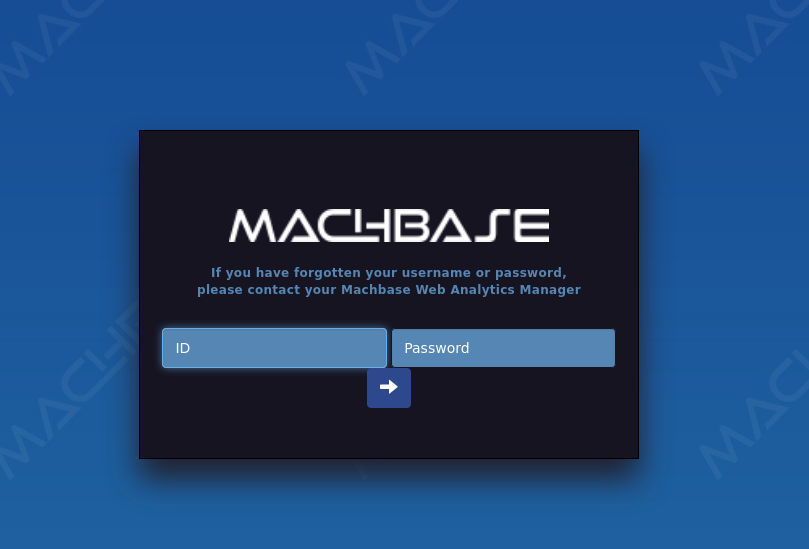 MACHBASE
If you have forgotten your username or password,
please contact your Machbase Web Analytics Manager
ID
Password